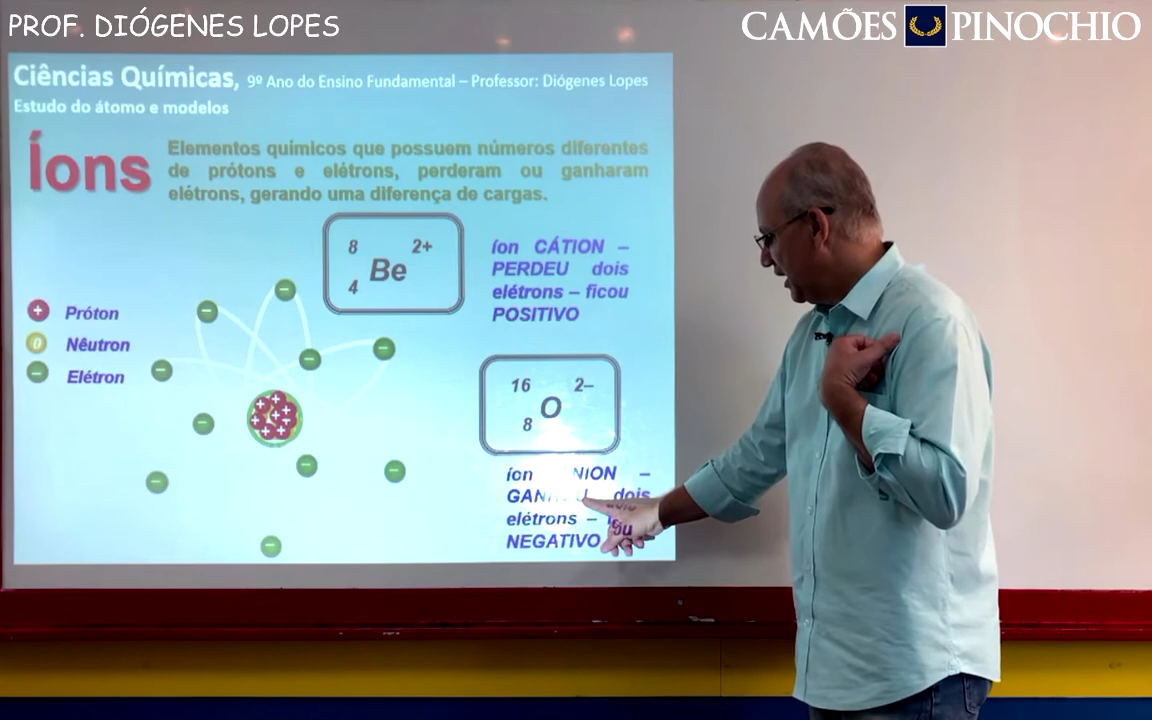 PROF. DIÓGENES LOPES
CAMÕES PINOCHIO
Ciências Químicas, 9º Ano do Ensino Fundamental – Professor: Diógenes Lopes
Estudo do átomo e modelos
Íons
Elementos químicos que possuem números diferentes
de prótons e elétrons, perderam ou ganharam
elétrons, gerando uma diferença de cargas.
8 2+
Be
4
íon CÁTION –
PERDEU dois
elétrons – ficou
POSITIVO
+ Próton
0 Nêutron
– Elétron
16 2–
O
8
íon –
dois
elétrons –
NEGATIVO